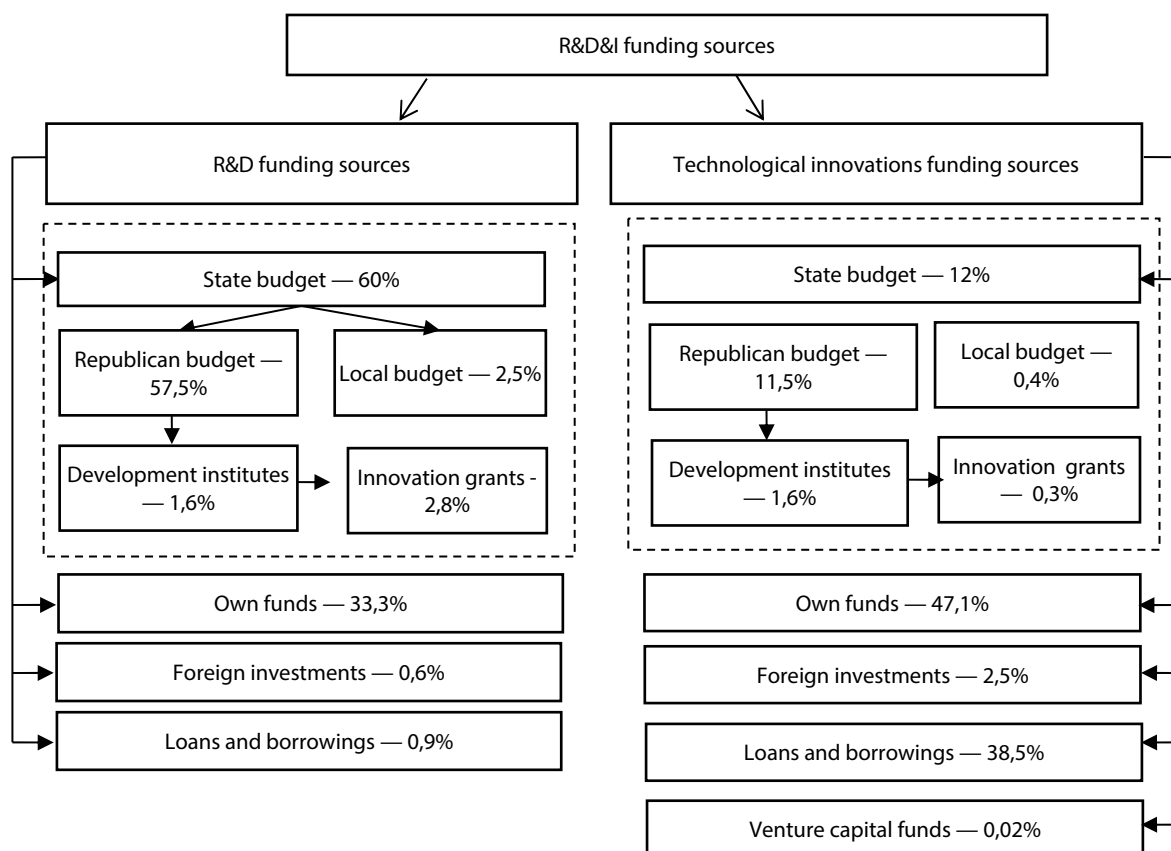 R&D&I funding sources
R&D funding sources
Technological innovations funding sources
State budget — 60%
Republican budget —
57,5%
Local budget — 2,5%
Development institutes
— 1,6%
Innovation grants -
2,8%
Own funds — 33,3%
Foreign investments — 0,6%
Loans and borrowings — 0,9%
State budget — 12%
Republican budget —
11,5%
Local budget —
0,4%
Development institutes
— 1,6%
Innovation grants
— 0,3%
Own funds — 47,1%
Foreign investments — 2,5%
Loans and borrowings — 38,5%
Venture capital funds — 0,02%